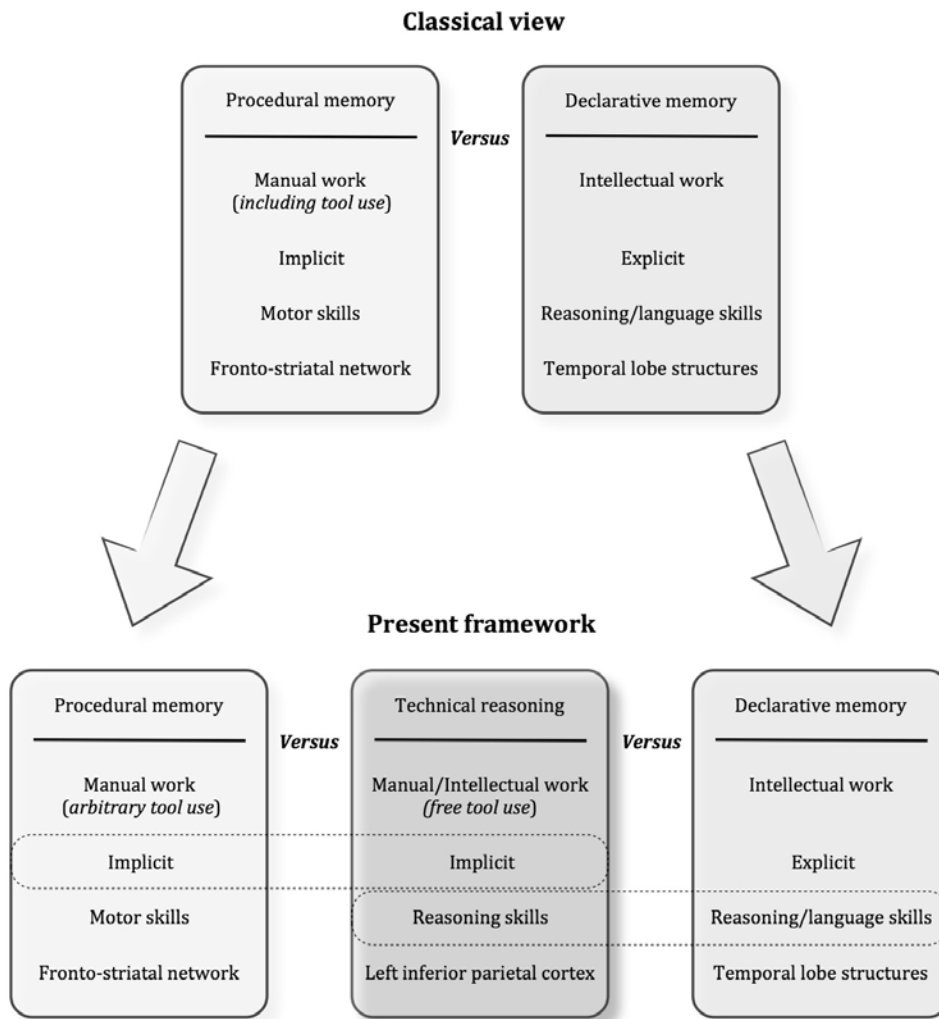 Classical view
Procedural memory
Manual work
(including tool use)
Implicit
Motor skills
Fronto-striatal network
Versus
Declarative memory
Intellectual work
Explicit
Reasoning/language skills
Temporal lobe structures
Present framework
Procedural memory
Manual work
(arbitrary tool use)
Implicit
Motor skills
Fronto-striatal network
Versus
Technical reasoning
Manual/Intellectual work
(free tool use)
Implicit
Reasoning skills
Left inferior parietal cortex
Versus
Declarative memory
Intellectual work
Explicit
Reasoning/language skills
Temporal lobe structures